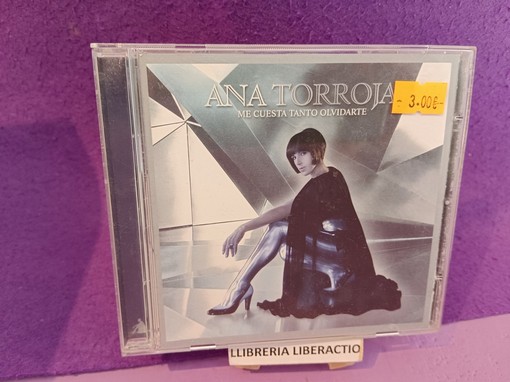 ANA TORROJA
ME CUESTA TANTO OLVIDARTE
- 3.00€-
LLIBRERIA LIBERACTIO